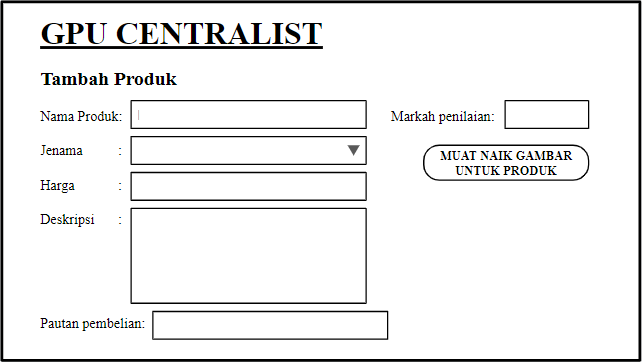 GPU CENTRALIST
Tambah Produk
Nama Produk:
Markah penilaian:
Jenama :
MUAT NAIK GAMBAR
UNTUK PRODUK
Harga :
Deskripsi :
Pautan pembelian: